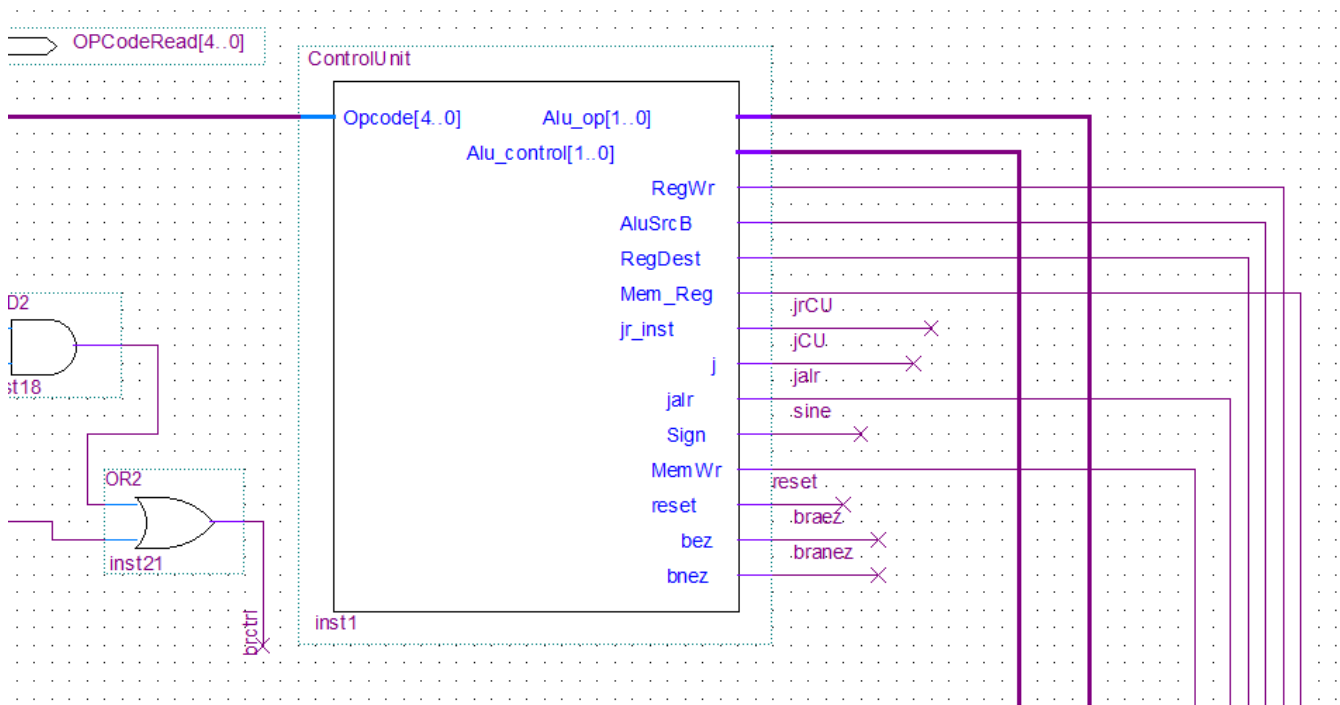 OPCodeRead[4..0]
ControlUnit
Opcode[4..0] Alu_op[1..0]
Alu_control[1..0]
RegWr
AluSrcB
RegDest
Mem_Reg
jrCU
jr_inst
jCU
j
jalr
jalr
sine
Sign
MemWr
reset
reset
braez
bez
branez
bnez
inst1
D2
st18
OR2
inst21
brctrl